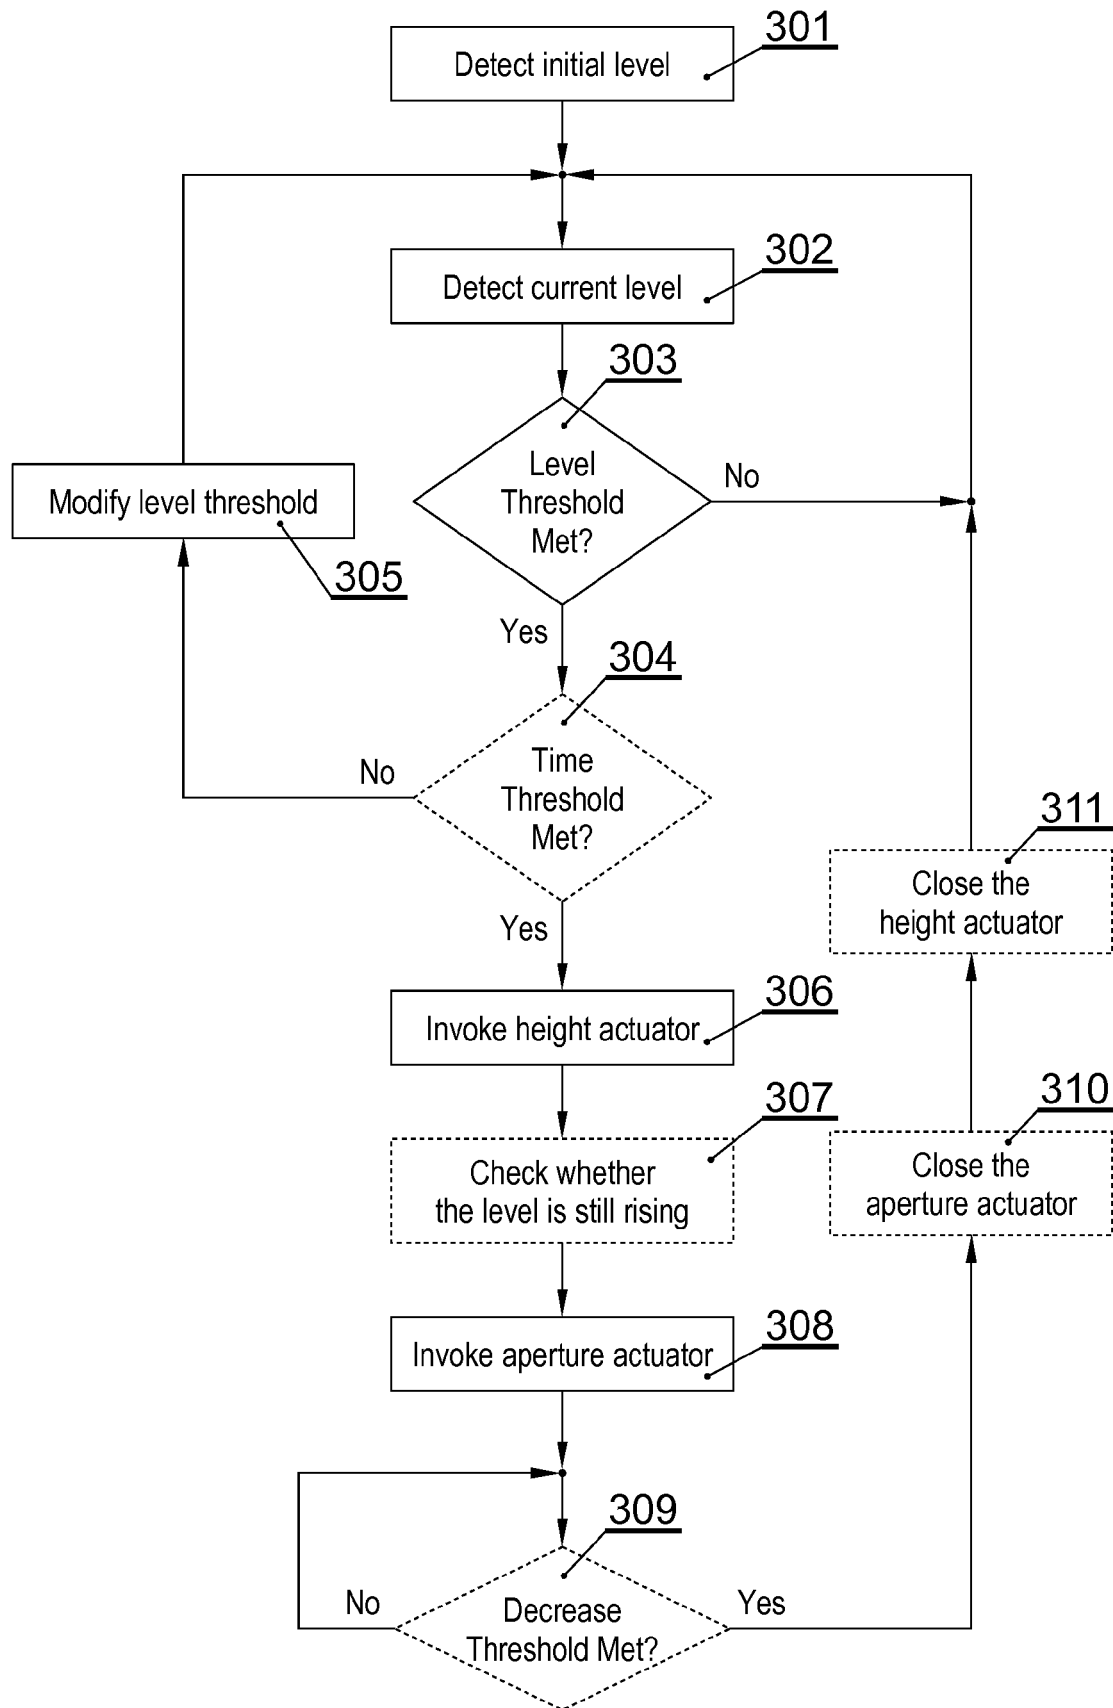 301
Detect initial level
302
Detect current level
303
Level
Threshold
Met?
No
Modify level threshold
305
Yes
304
Time
Threshold
Met?
No
311
Close the
height actuator
Yes
306
Invoke height actuator
307
Check whether
the level is still rising
310
Close the
aperture actuator
308
Invoke aperture actuator
309
Decrease
Threshold Met?
No
Yes